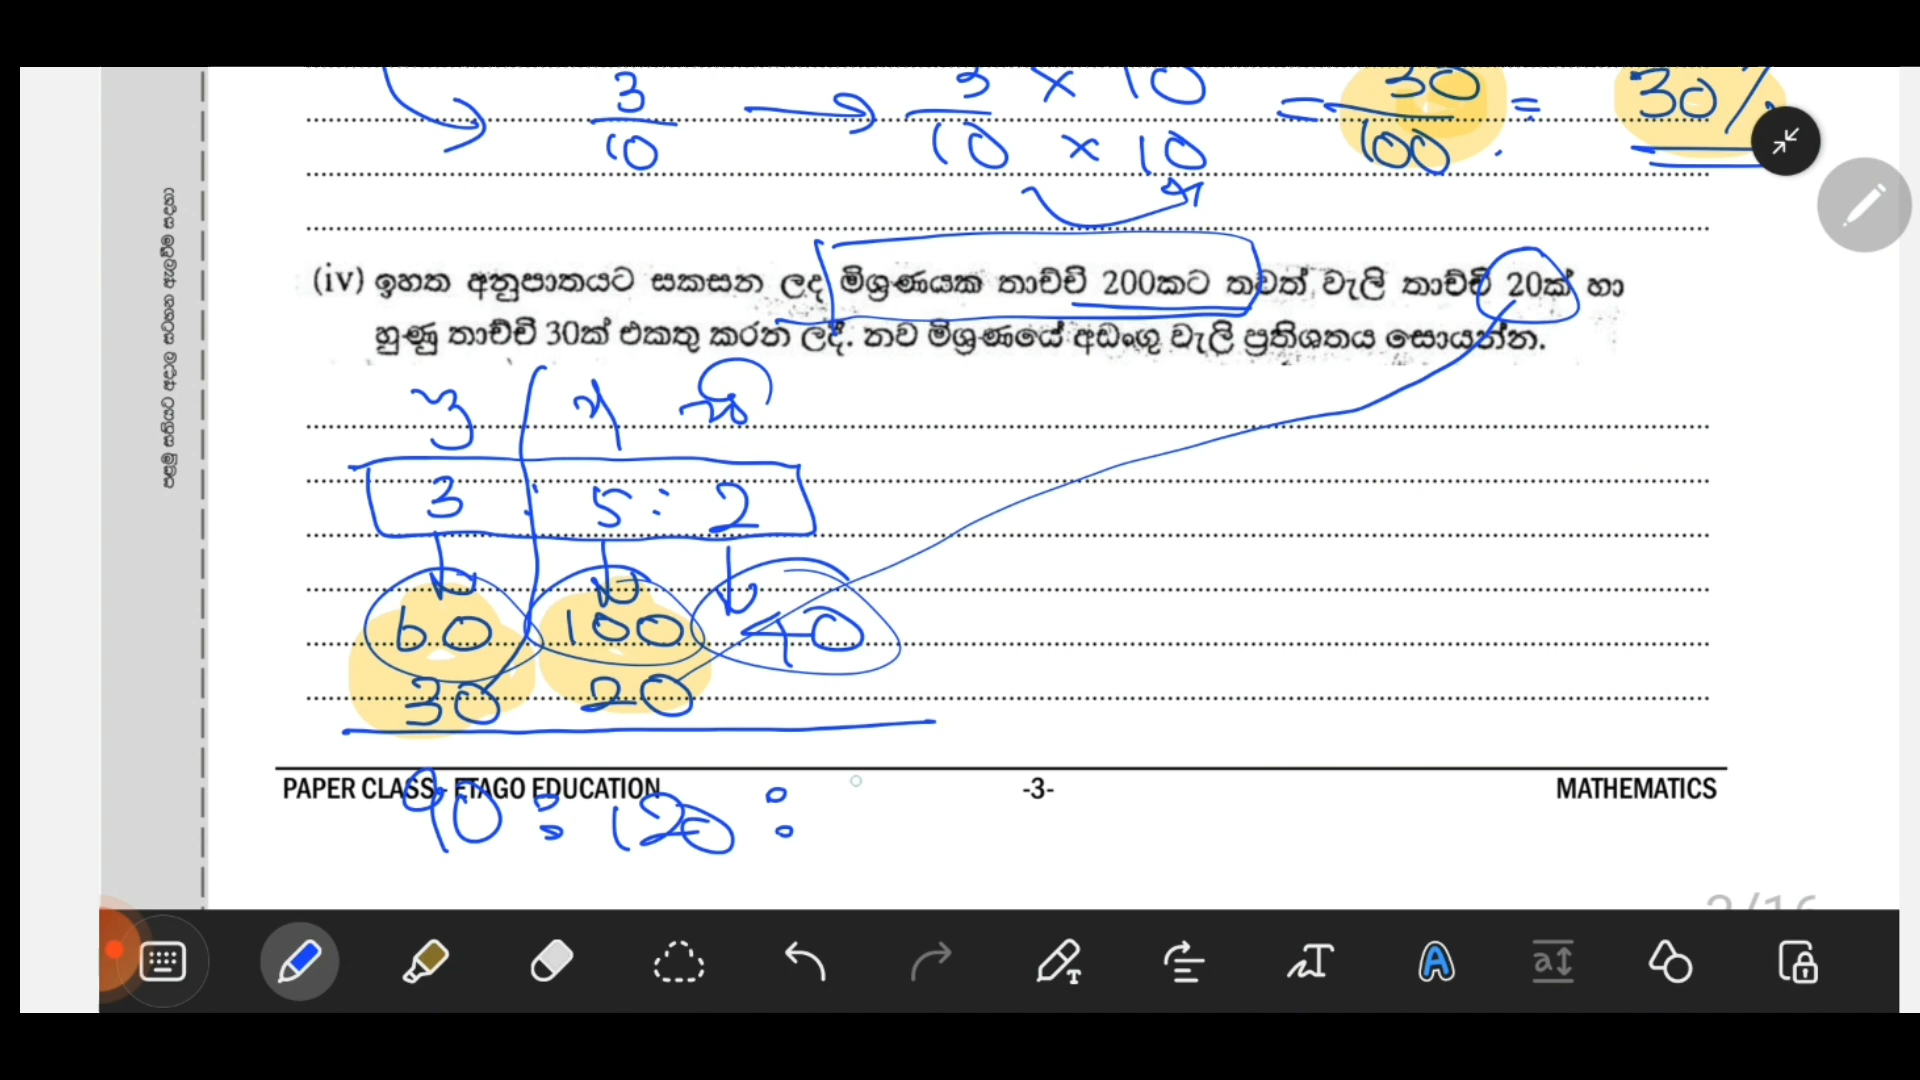 3/10 → 3 × 10 / 10 × 10 = 30/100 = 30%
(iv) ඉහත අනුපාතයට සකසන ලද මිශ්‍රණයක තාච්චි 200කට තවත් වැලි තාච්චි 20ක් හා
හුණු තාච්චි 30ක් එකතු කරන ලදී. නව මිශ්‍රණයේ අඩංගු වැලි ප්‍රතිශතය සොයන්න.
3 : 5 : 2
60 100 40
30 20
PAPER CLASS - ETAGO EDUCATION -3- MATHEMATICS
90 : 120 :